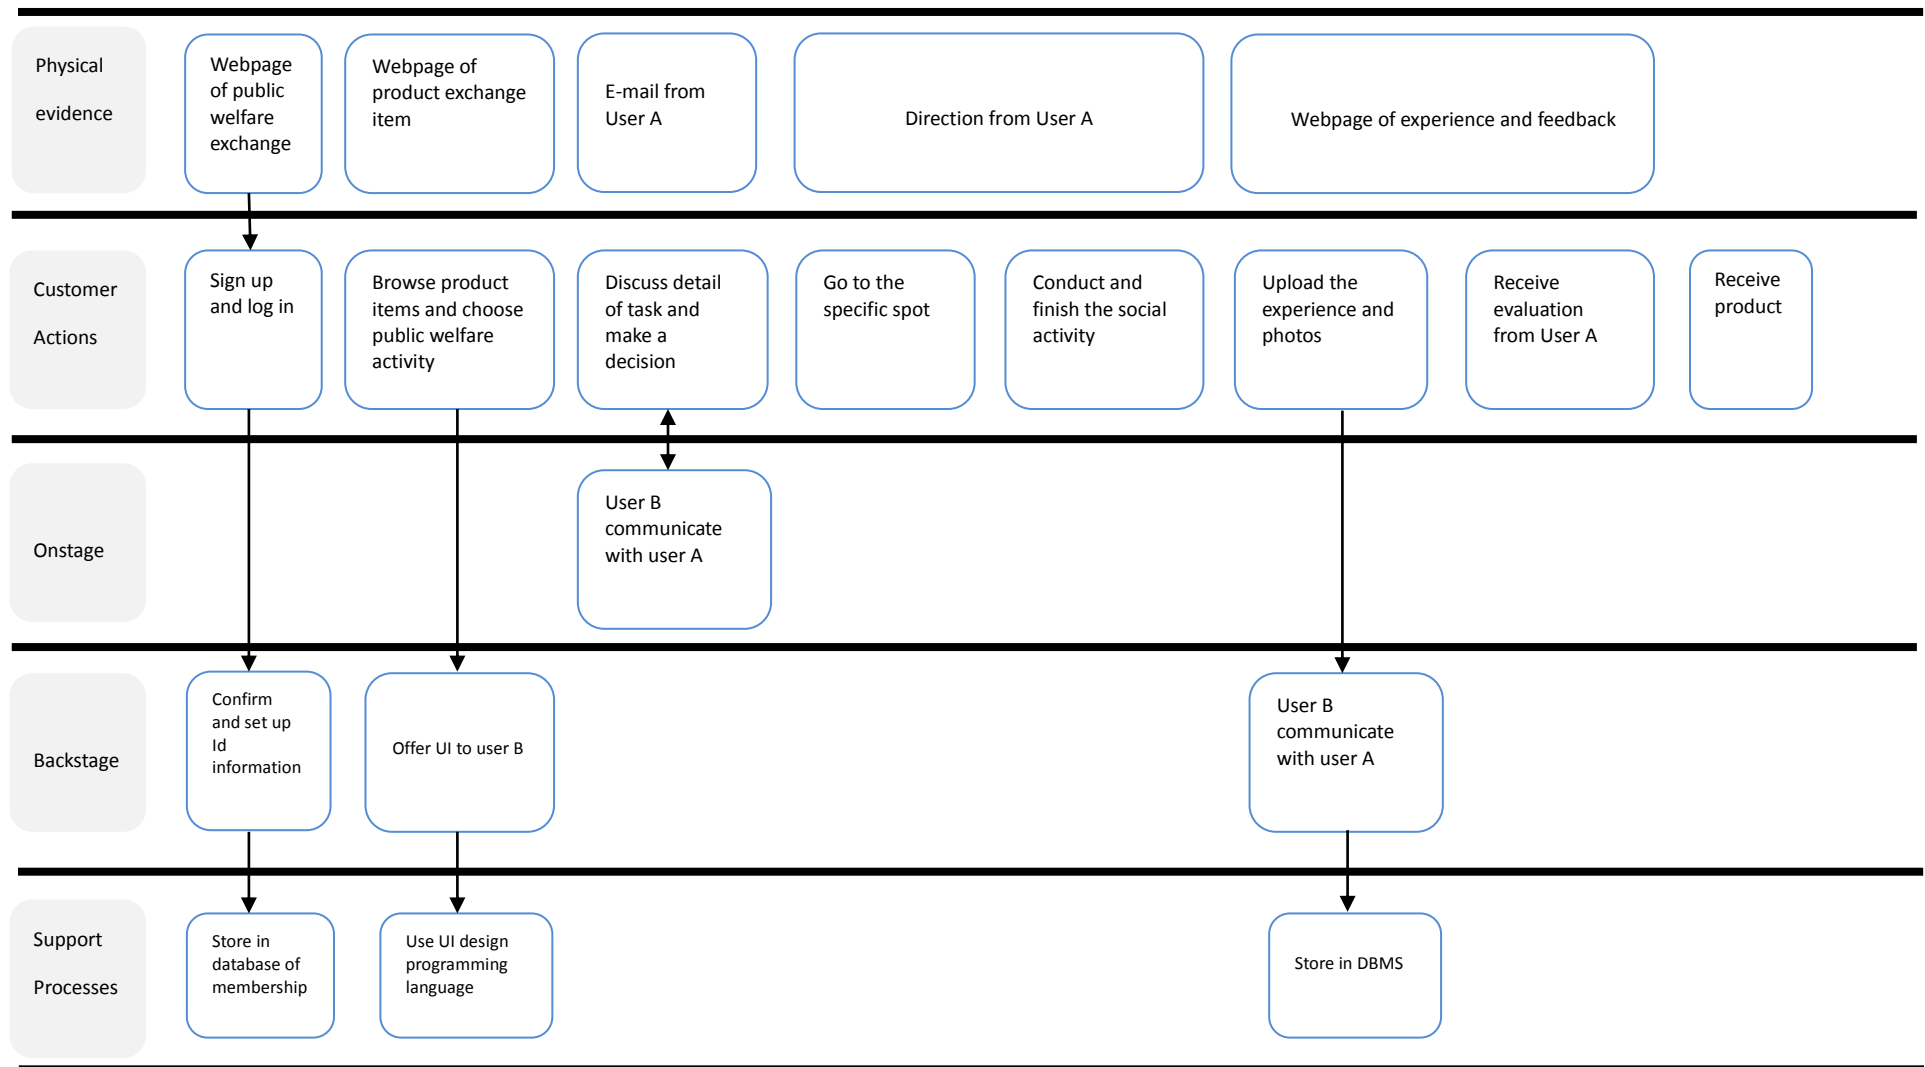 Physical
evidence
Webpage
of public
welfare
exchange
Webpage of
product exchange
item
E-mail from
User A
Direction from User A
Webpage of experience and feedback
Customer
Actions
Sign up
and log in
Browse product
items and choose
public welfare
activity
Discuss detail
of task and
make a
decision
Go to the
specific spot
Conduct and
finish the social
activity
Upload the
experience and
photos
Receive
evaluation
from User A
Receive
product
Onstage
User B
communicate
with user A
Backstage
Confirm
and set up
Id
information
Offer UI to user B
User B
communicate
with user A
Support
Processes
Store in
database of
membership
Use UI design
programming
language
Store in DBMS